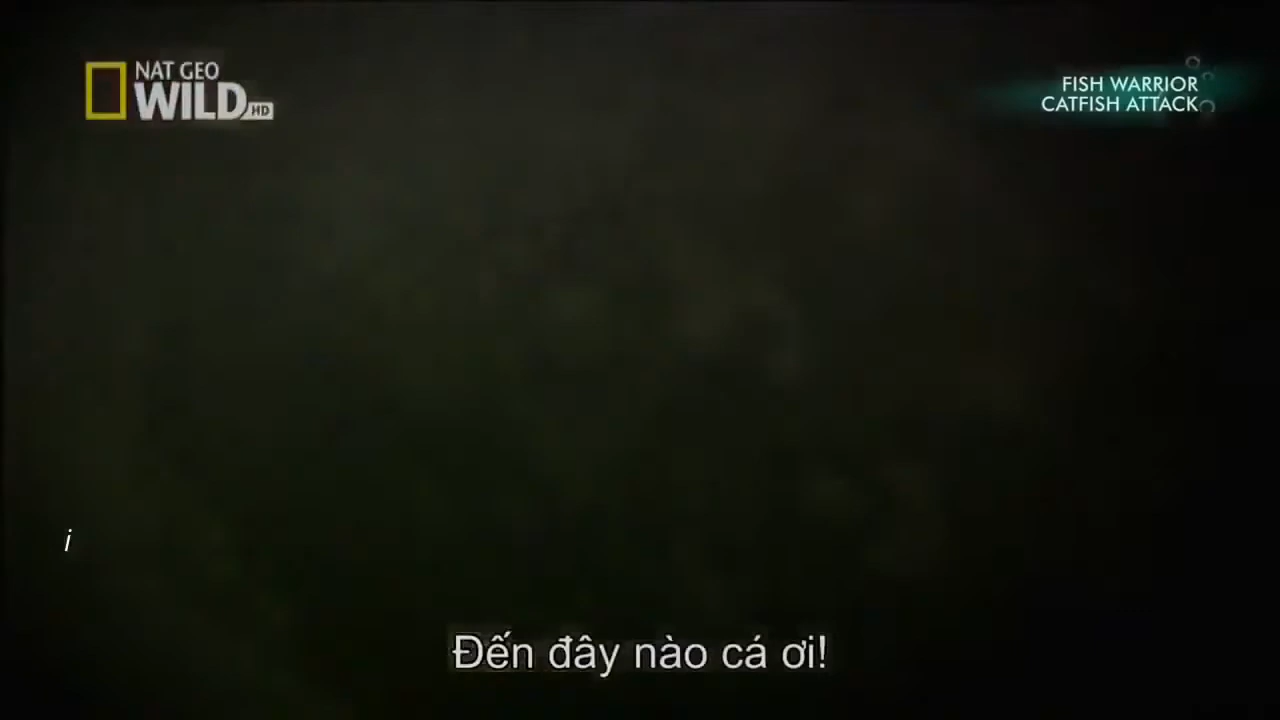 NAT GEO
WILD HD
FISH WARRIOR
CATFISH ATTACK
i
Đến đây nào cá ơi!